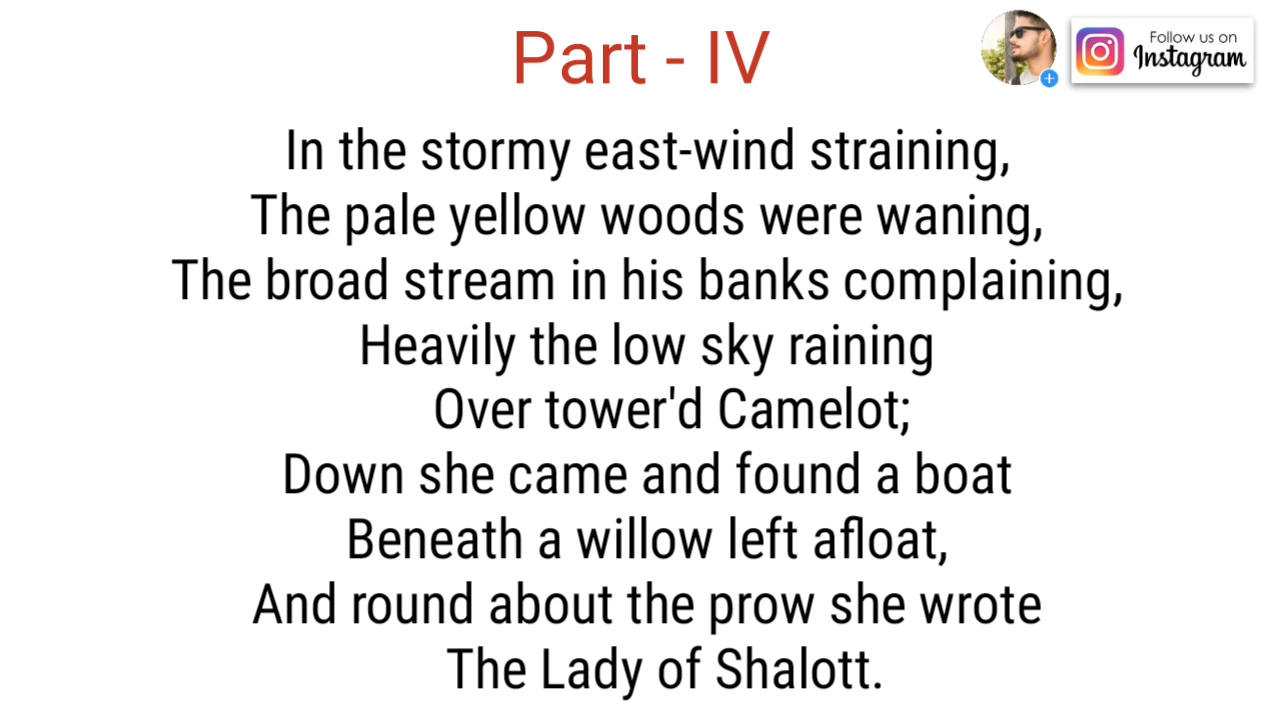 Part - IV
Follow us on
Instagram
In the stormy east-wind straining,
The pale yellow woods were waning,
The broad stream in his banks complaining,
Heavily the low sky raining
Over tower'd Camelot;
Down she came and found a boat
Beneath a willow left afloat,
And round about the prow she wrote
The Lady of Shalott.